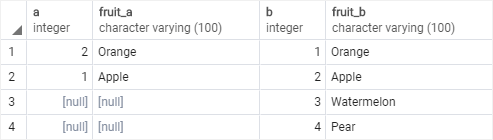 a fruit_a b fruit_b
integer character varying (100) integer character varying (100)
1 2 Orange 1 Orange
2 1 Apple 2 Apple
3 [null] [null] 3 Watermelon
4 [null] [null] 4 Pear